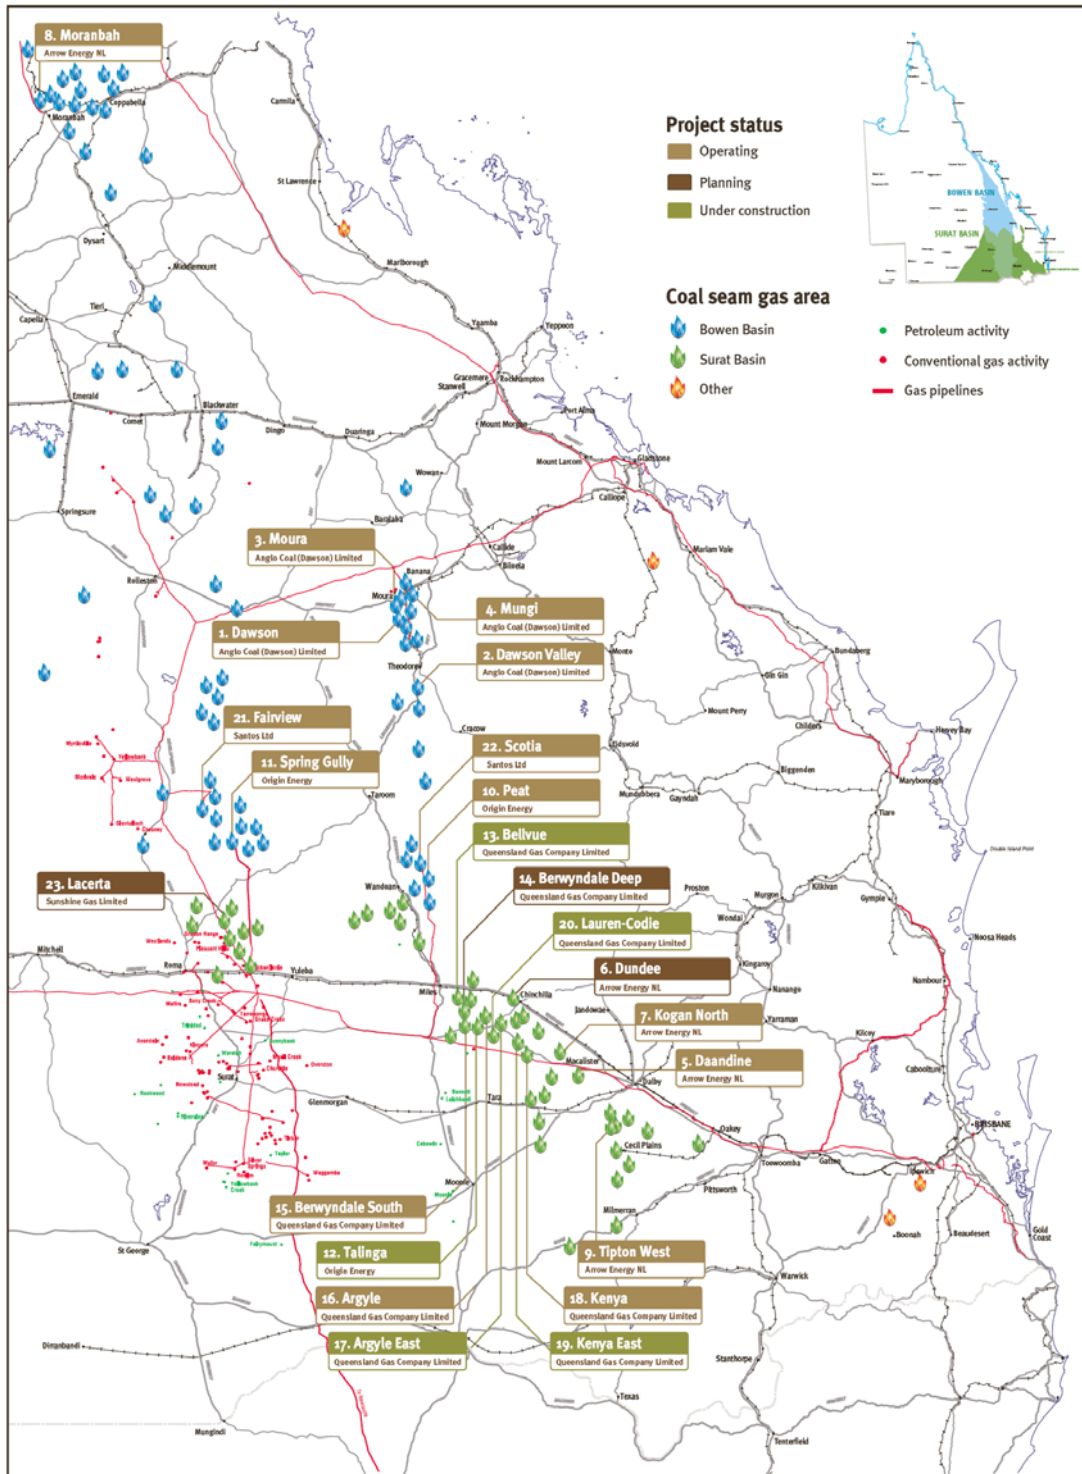 8. Moranbah
Arrow Energy NL
Coppabella
Moranbah
Carmila
St Lawrence
Dysart
Middlemount
Marlborough
Tieri
Capella
Yaamba
Yeppoon
Gracemere
Rockhampton
Stanwell
Emerald
Blackwater
Comet
Dingo
Duaringa
Mount Morgan
Port Alma
Wowan
Mount Larcom
Gladstone
Calliope
Springsure
Baralaba
Callide
Biloela
Banana
Moura
Rolleston
Miriam Vale
Theodore
Monto
Bundaberg
Gin Gin
Mount Perry
Childers
Cracow
Eidsvold
Hervey Bay
Biggenden
Maryborough
Mundubbera
Gayndah
Taroom
Tiaro
Double Island Point
Wandoan
Proston
Murgon
Kilkivan
Gympie
Wondai
Noosa Heads
Kingaroy
Nambour
Nanango
Yarraman
Kilcoy
Caboolture
Mitchell
Roma
Yuleba
Miles
Chinchilla
Jandowae
Macalister
Dalby
Surat
Glenmorgan
Tara
Cecil Plains
Oakey
Toowoomba
Gatton
Ipswich
BRISBANE
Pittsworth
Moonie
Millmerran
Boonah
Beaudesert
Gold
Coast
St George
Warwick
Dirranbandi
Stanthorpe
Texas
Mungindi
Tenterfield
Project status
Operating
Planning
Under construction
Coal seam gas area
Bowen Basin
Surat Basin
Other
Petroleum activity
Conventional gas activity
Gas pipelines
BOWEN BASIN
SURAT BASIN
3. Moura
Anglo Coal (Dawson) Limited
4. Mungi
Anglo Coal (Dawson) Limited
1. Dawson
Anglo Coal (Dawson) Limited
2. Dawson Valley
Anglo Coal (Dawson) Limited
21. Fairview
Santos Ltd
11. Spring Gully
Origin Energy
22. Scotia
Santos Ltd
10. Peat
Origin Energy
13. Bellvue
Queensland Gas Company Limited
14. Berwyndale Deep
Queensland Gas Company Limited
23. Lacerta
Sunshine Gas Limited
20. Lauren-Codie
Queensland Gas Company Limited
6. Dundee
Arrow Energy NL
7. Kogan North
Arrow Energy NL
5. Daandine
Arrow Energy NL
15. Berwyndale South
Queensland Gas Company Limited
12. Talinga
Origin Energy
9. Tipton West
Arrow Energy NL
16. Argyle
Queensland Gas Company Limited
18. Kenya
Queensland Gas Company Limited
17. Argyle East
Queensland Gas Company Limited
19. Kenya East
Queensland Gas Company Limited